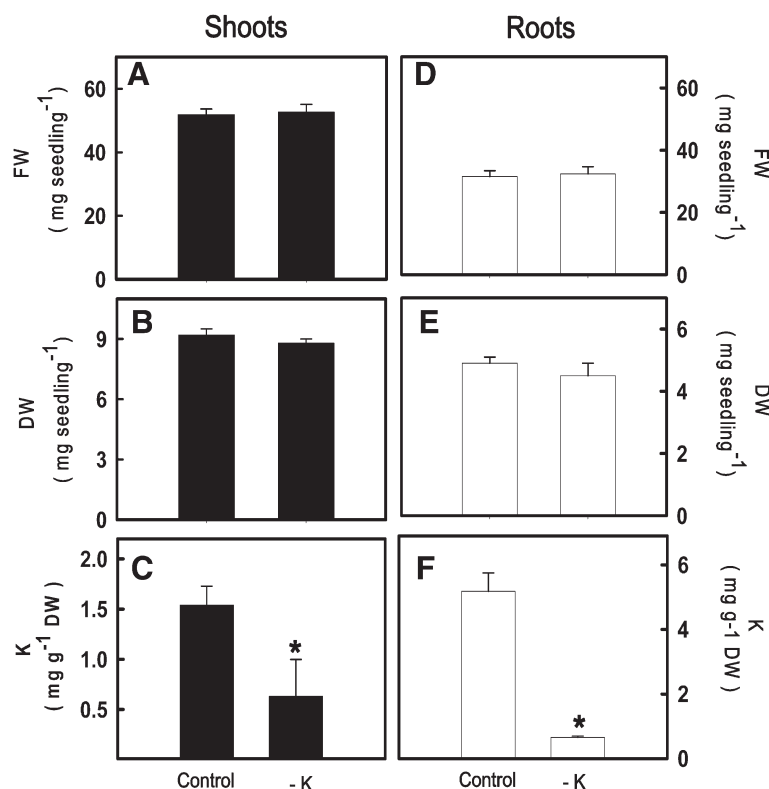 Shoots
Roots
A
60
40
20
0
FW
( mg seedling-1)
D
60
40
20
0
FW
( mg seedling-1)
B
9
6
3
0
DW
( mg seedling-1)
E
6
4
2
0
DW
( mg seedling-1)
C
2.0
1.5
1.0
0.5
K
( mg g-1 DW )
*
Control
- K
F
6
4
2
0
K
( mg g-1 DW )
*
Control
- K